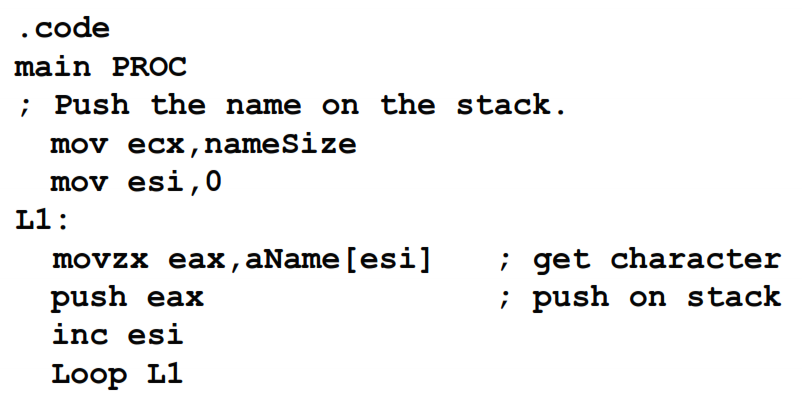 .code
main PROC
; Push the name on the stack.
mov ecx,nameSize
mov esi,0
L1:
movzx eax,aName[esi] ; get character
push eax ; push on stack
inc esi
Loop L1